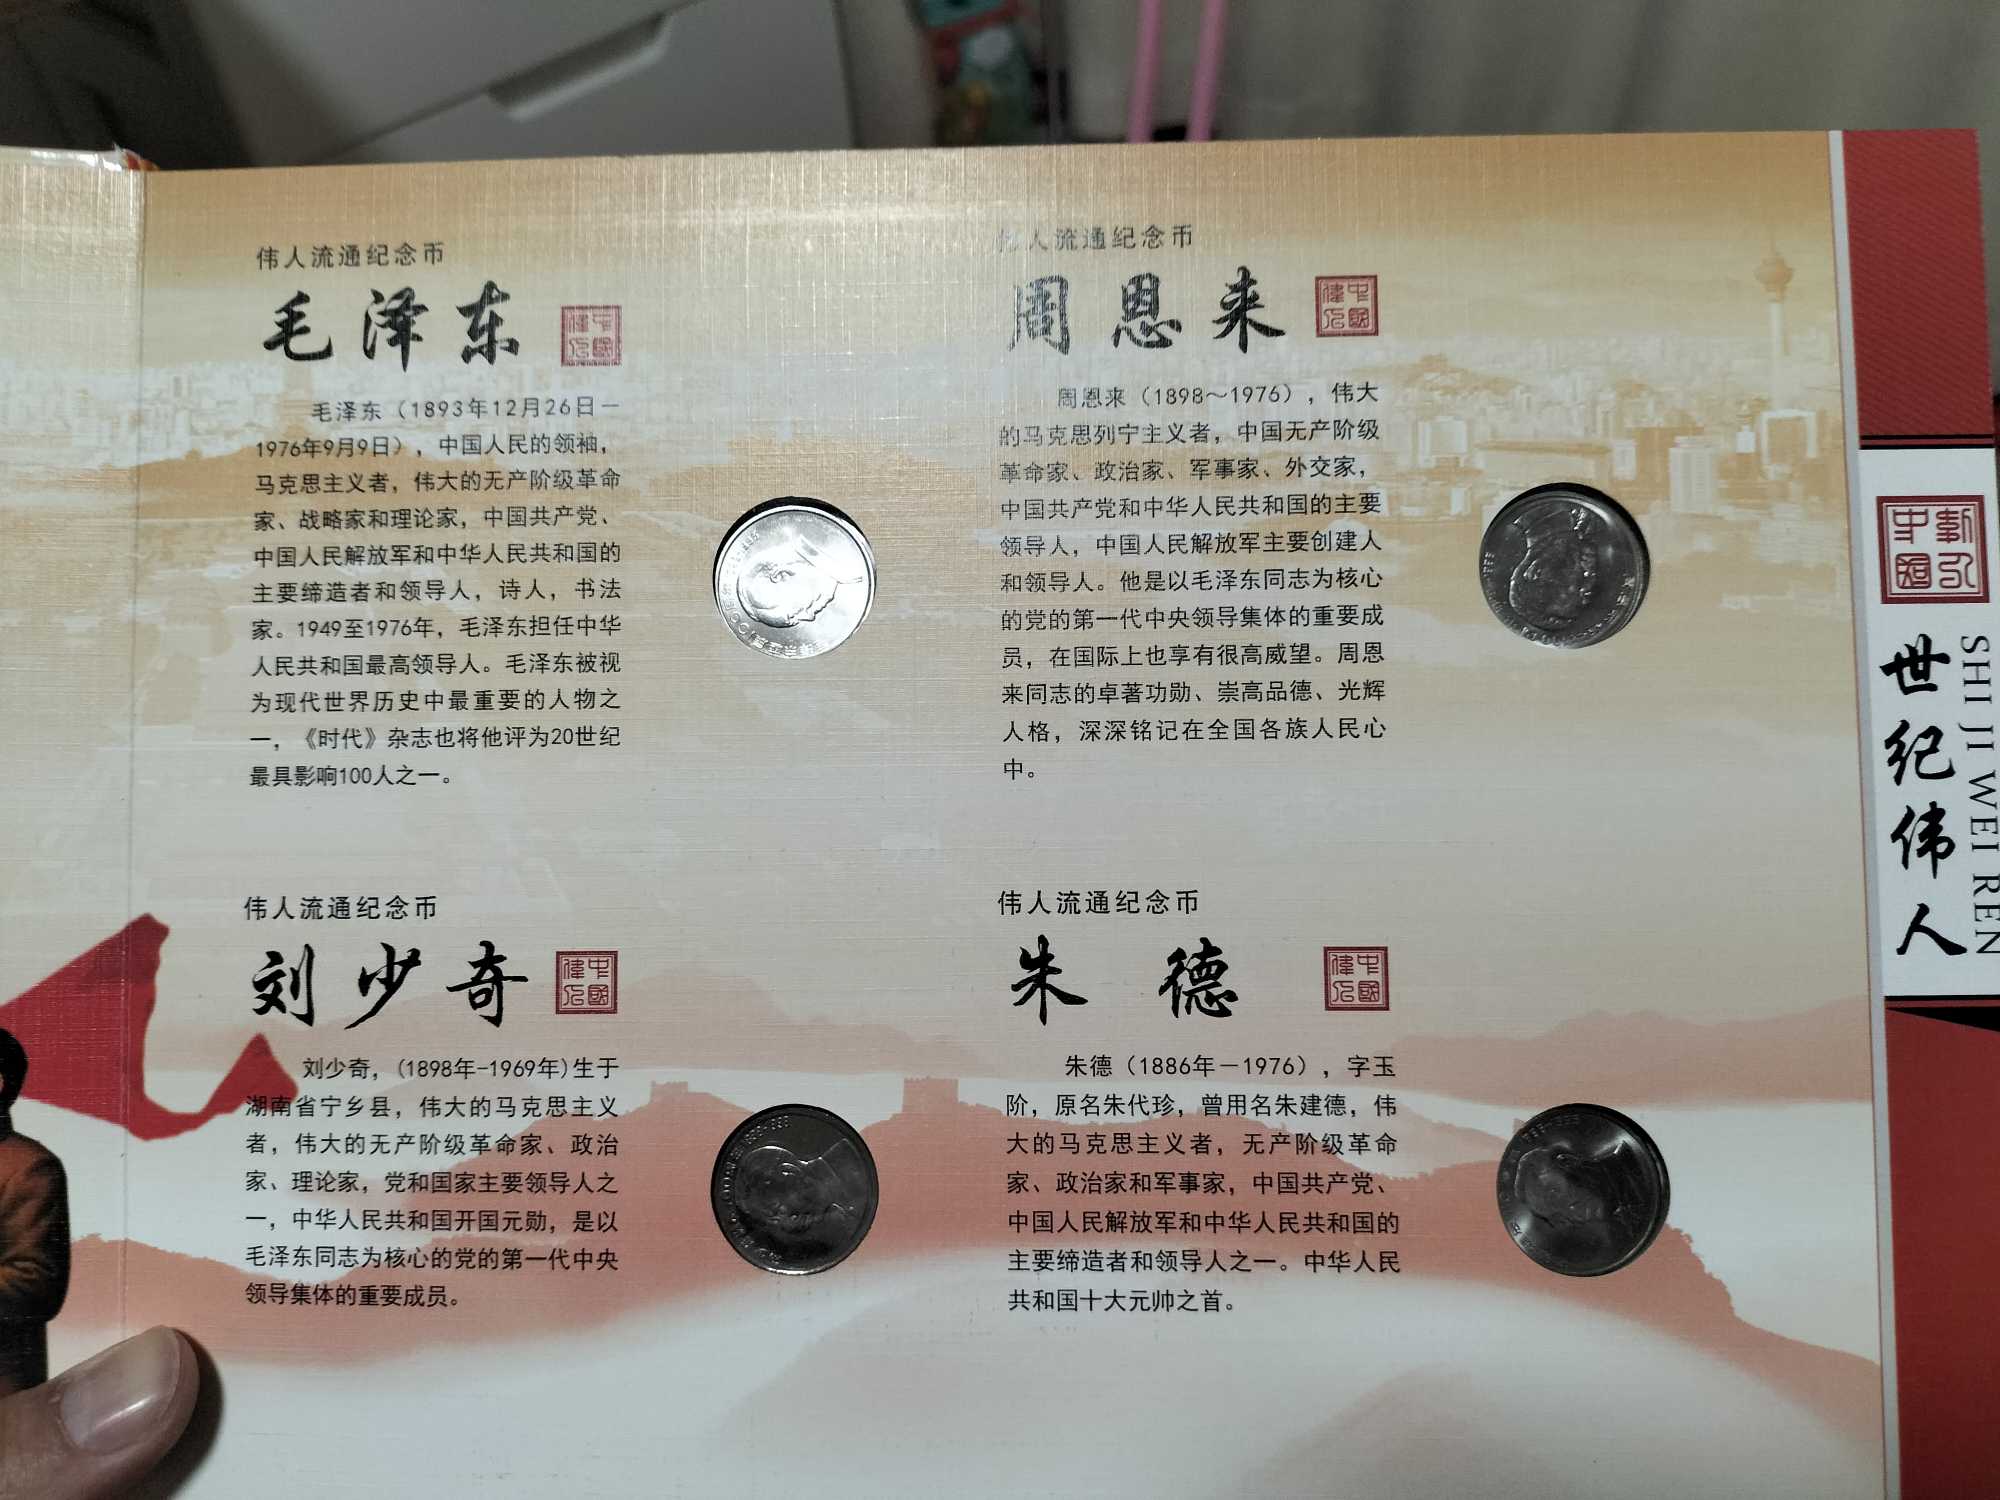 伟人流通纪念币
毛泽东
中国
伟人
毛泽东（1893年12月26日－
1976年9月9日），中国人民的领袖，
马克思主义者，伟大的无产阶级革命
家、战略家和理论家，中国共产党、
中国人民解放军和中华人民共和国的
主要缔造者和领导人，诗人，书法
家。1949至1976年，毛泽东担任中华
人民共和国最高领导人。毛泽东被视
为现代世界历史中最重要的人物之
一，《时代》杂志也将他评为20世纪
最具影响100人之一。
伟人流通纪念币
周恩来
中国
伟人
周恩来（1898～1976），伟大
的马克思列宁主义者，中国无产阶级
革命家、政治家、军事家、外交家，
中国共产党和中华人民共和国的主要
领导人，中国人民解放军主要创建人
和领导人。他是以毛泽东同志为核心
的党的第一代中央领导集体的重要成
员，在国际上也享有很高威望。周恩
来同志的卓著功勋、崇高品德、光辉
人格，深深铭记在全国各族人民心
中。
伟人流通纪念币
刘少奇
中国
伟人
刘少奇，(1898年-1969年)生于
湖南省宁乡县，伟大的马克思主义
者，伟大的无产阶级革命家、政治
家、理论家，党和国家主要领导人之
一，中华人民共和国开国元勋，是以
毛泽东同志为核心的党的第一代中央
领导集体的重要成员。
伟人流通纪念币
朱德
中国
伟人
朱德（1886年－1976），字玉
阶，原名朱代珍，曾用名朱建德，伟
大的马克思主义者，无产阶级革命
家、政治家和军事家，中国共产党、
中国人民解放军和中华人民共和国的
主要缔造者和领导人之一。中华人民
共和国十大元帅之首。
世纪伟人
SHI JI WEI REN